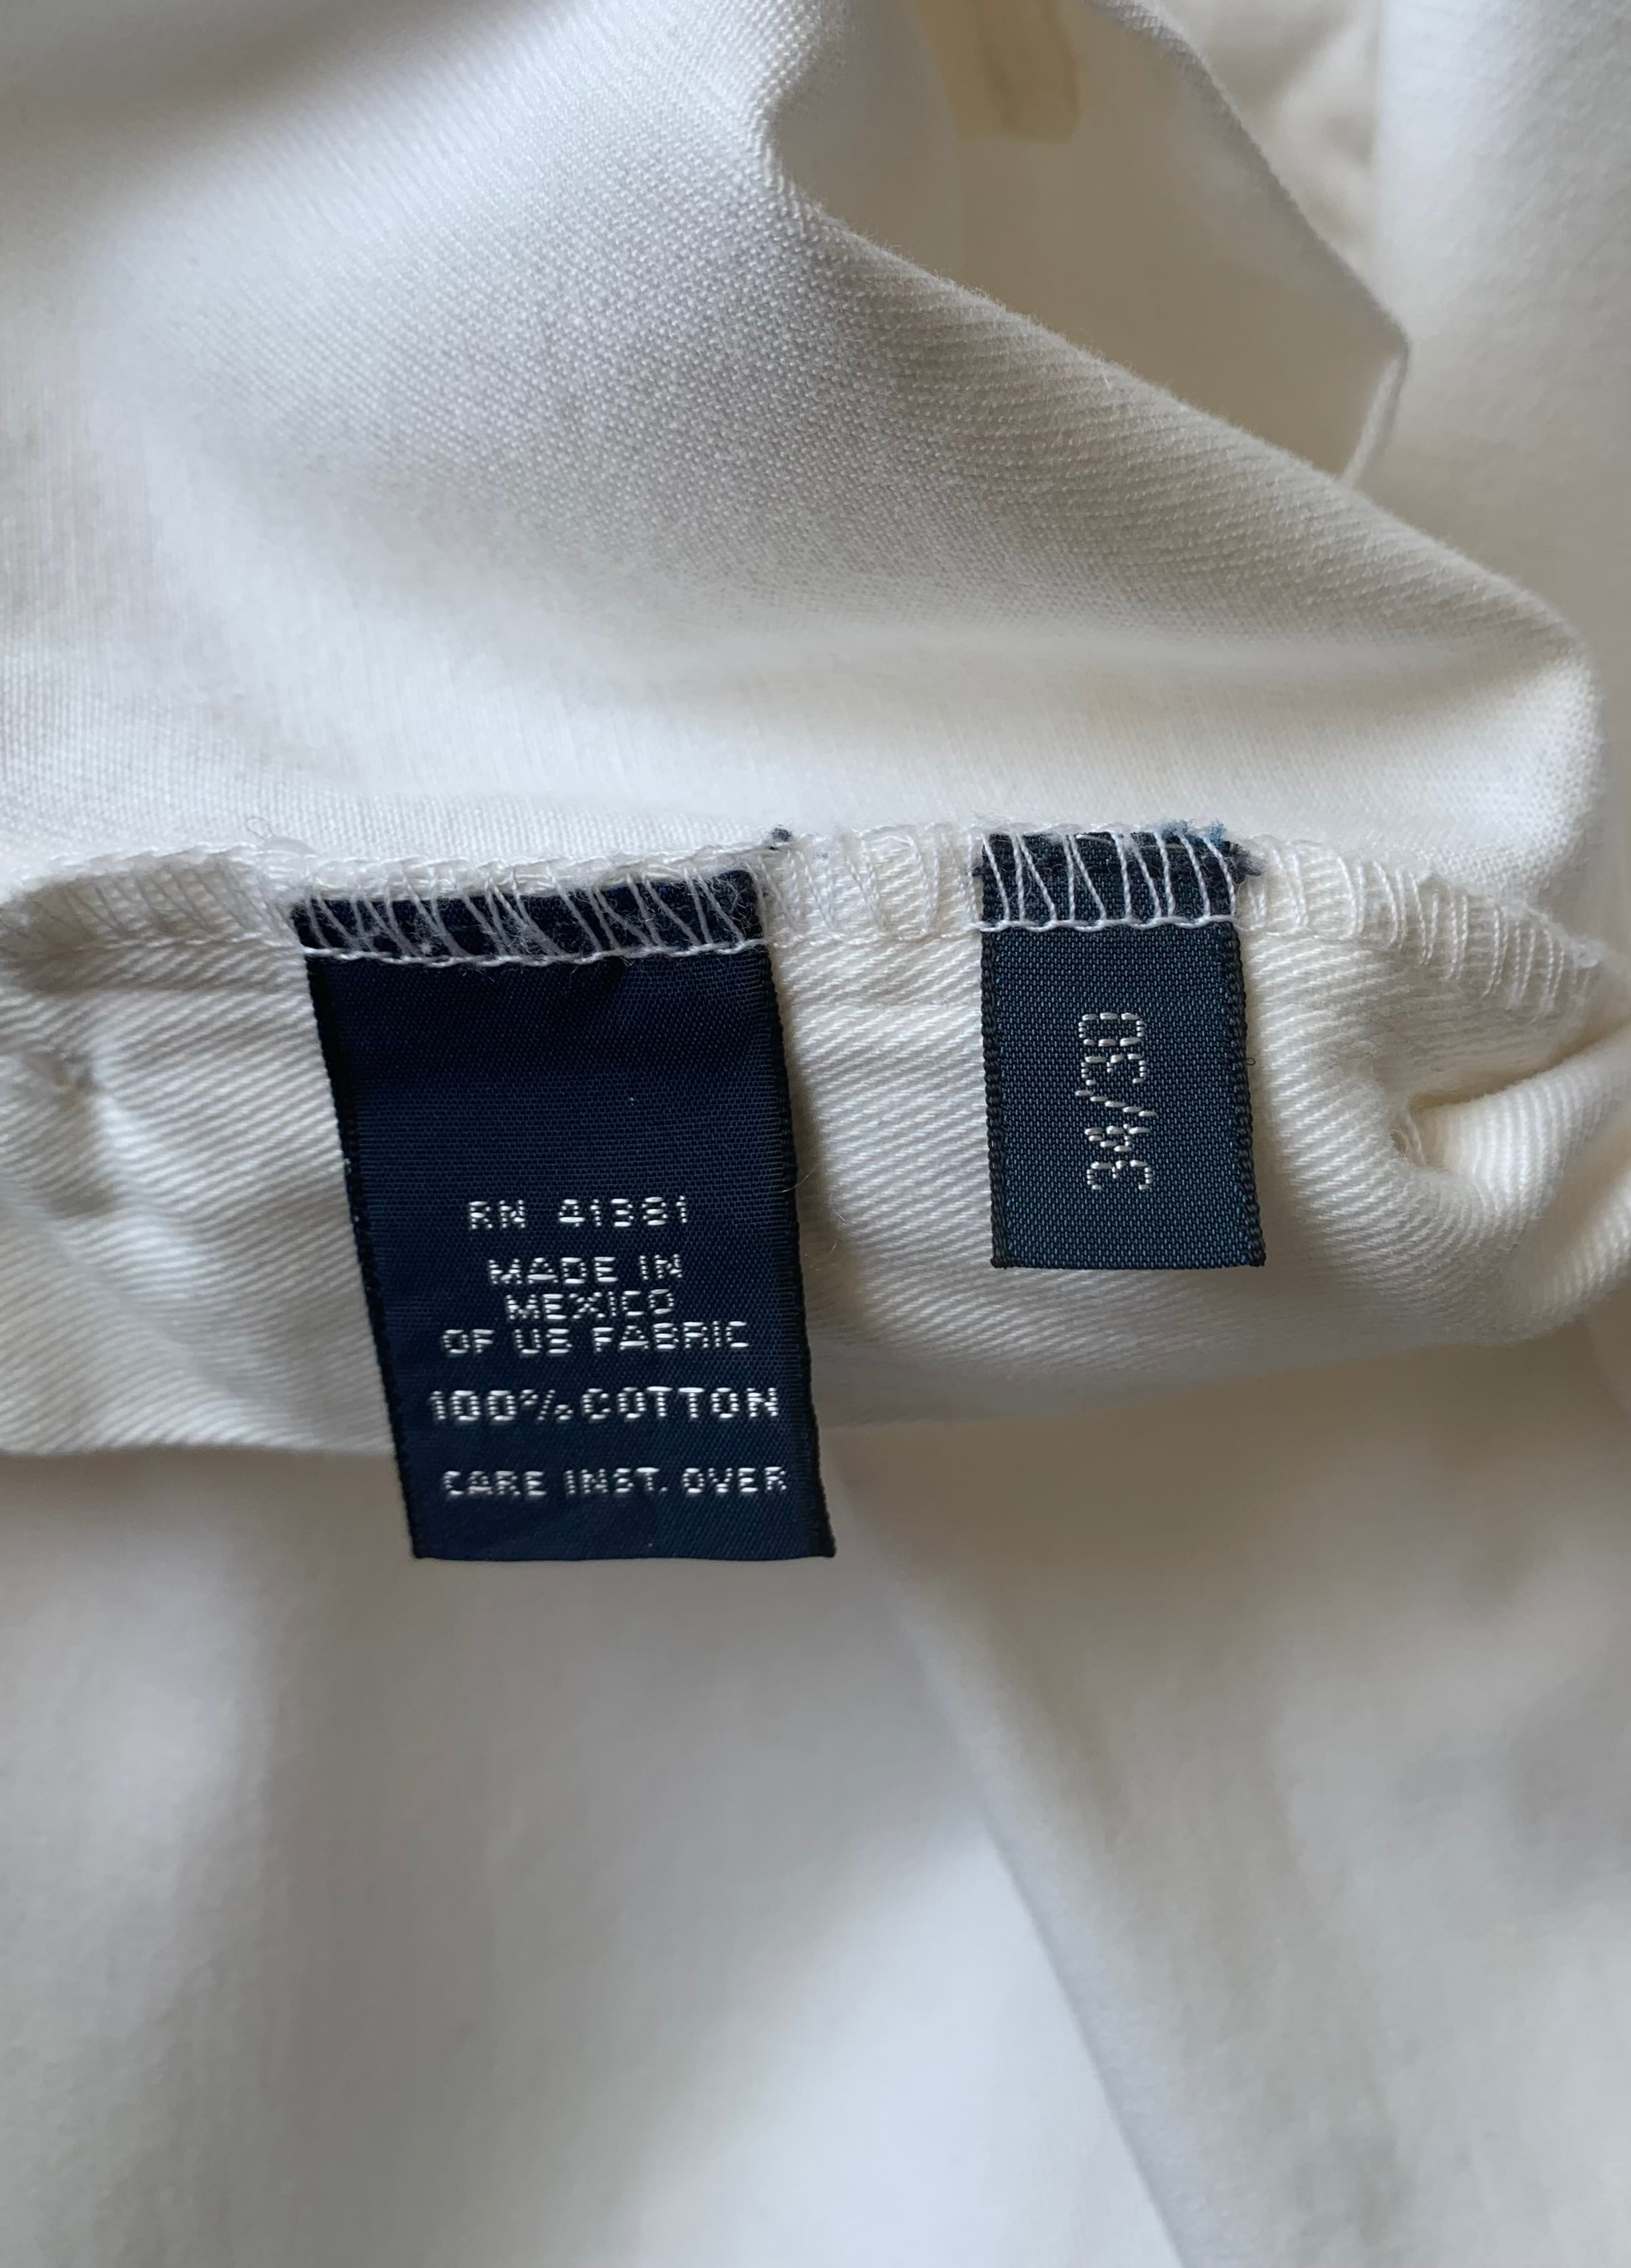 RN 41381
MADE IN
MEXICO
OF US FABRIC
100% COTTON
CARE INST. OVER
34/30